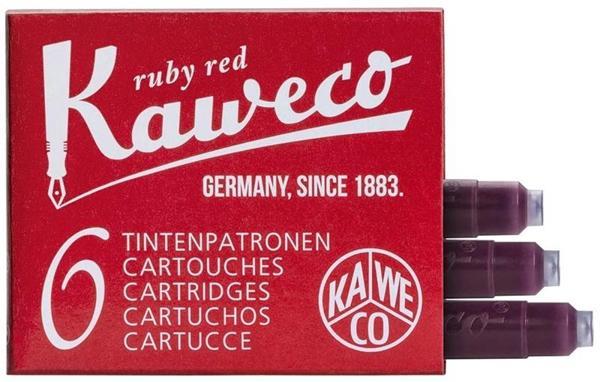 ruby red
Kaweco
GERMANY, SINCE 1883.
6
TINTENPATRONEN
CARTOUCHES
CARTRIDGES
CARTUCHOS
CARTUCCE
KA WE
CO